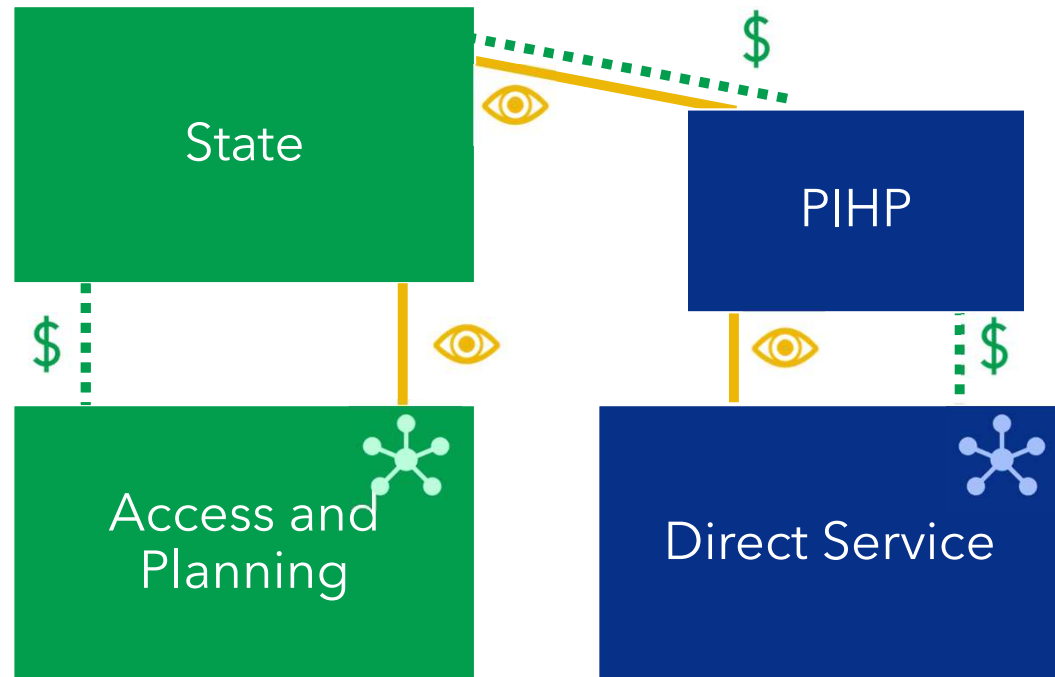 $
State
PIHP
$
$
Access and
Planning
Direct Service